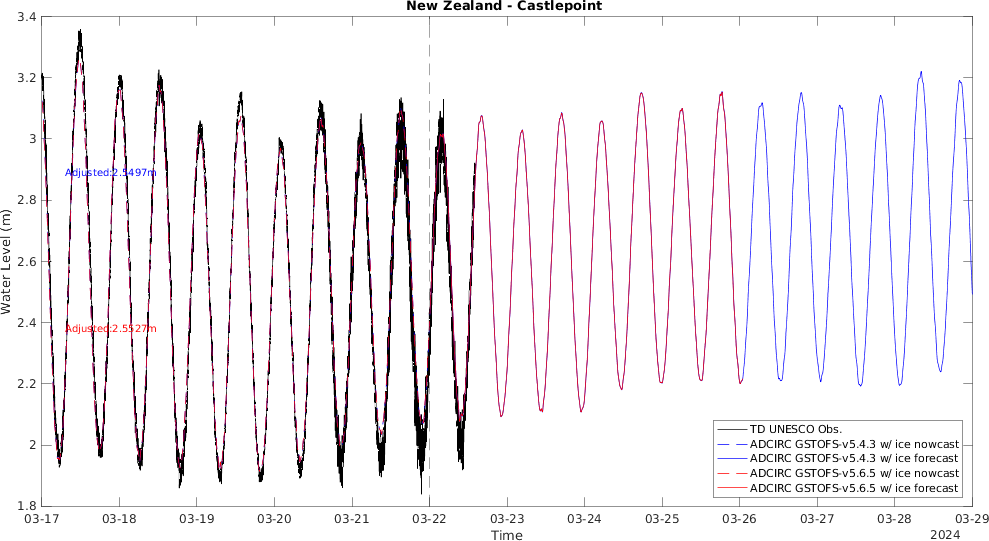 New Zealand - Castlepoint
Water Level (m)
3.4
3.2
3
2.8
2.6
2.4
2.2
2
1.8
Adjusted:2.5497m
Adjusted:2.5527m
TD UNESCO Obs.
ADCIRC GSTOFS-v5.4.3 w/ ice nowcast
ADCIRC GSTOFS-v5.4.3 w/ ice forecast
ADCIRC GSTOFS-v5.6.5 w/ ice nowcast
ADCIRC GSTOFS-v5.6.5 w/ ice forecast
03-17 03-18 03-19 03-20 03-21 03-22 03-23 03-24 03-25 03-26 03-27 03-28 03-29
Time
2024